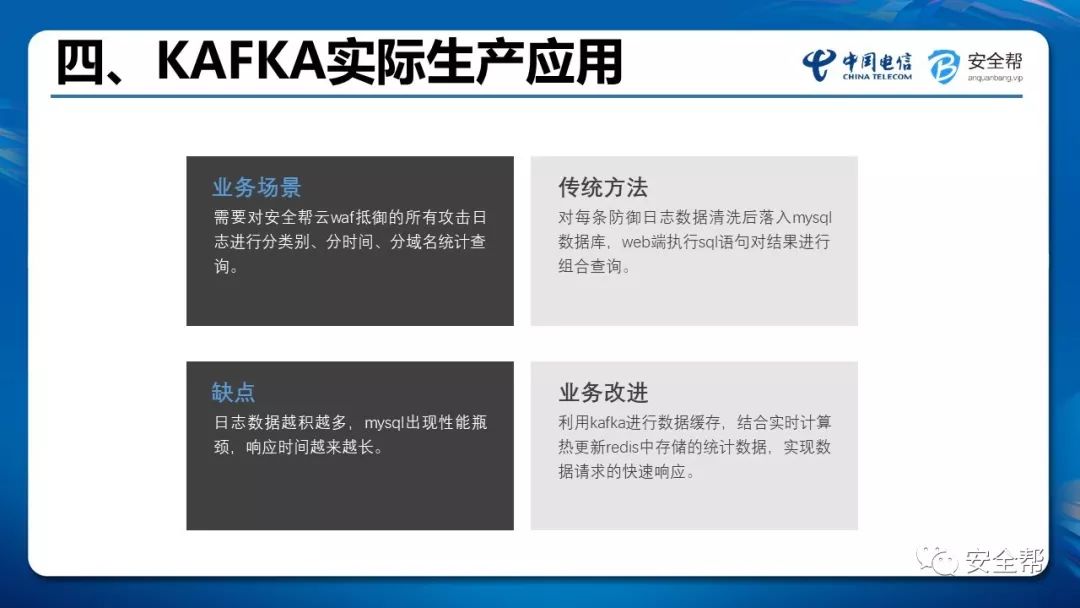 四、KAFKA实际生产应用
中国电信
CHINA TELECOM
安全帮
anquanbang.vip
业务场景
需要对安全帮云waf抵御的所有攻击日
志进行分类别、分时间、分域名统计查
询。
传统方法
对每条防御日志数据清洗后落入mysql
数据库，web端执行sql语句对结果进行
组合查询。
缺点
日志数据越积越多，mysql出现性能瓶
颈，响应时间越来越长。
业务改进
利用kafka进行数据缓存，结合实时计算
热更新redis中存储的统计数据，实现数
据请求的快速响应。
安全帮